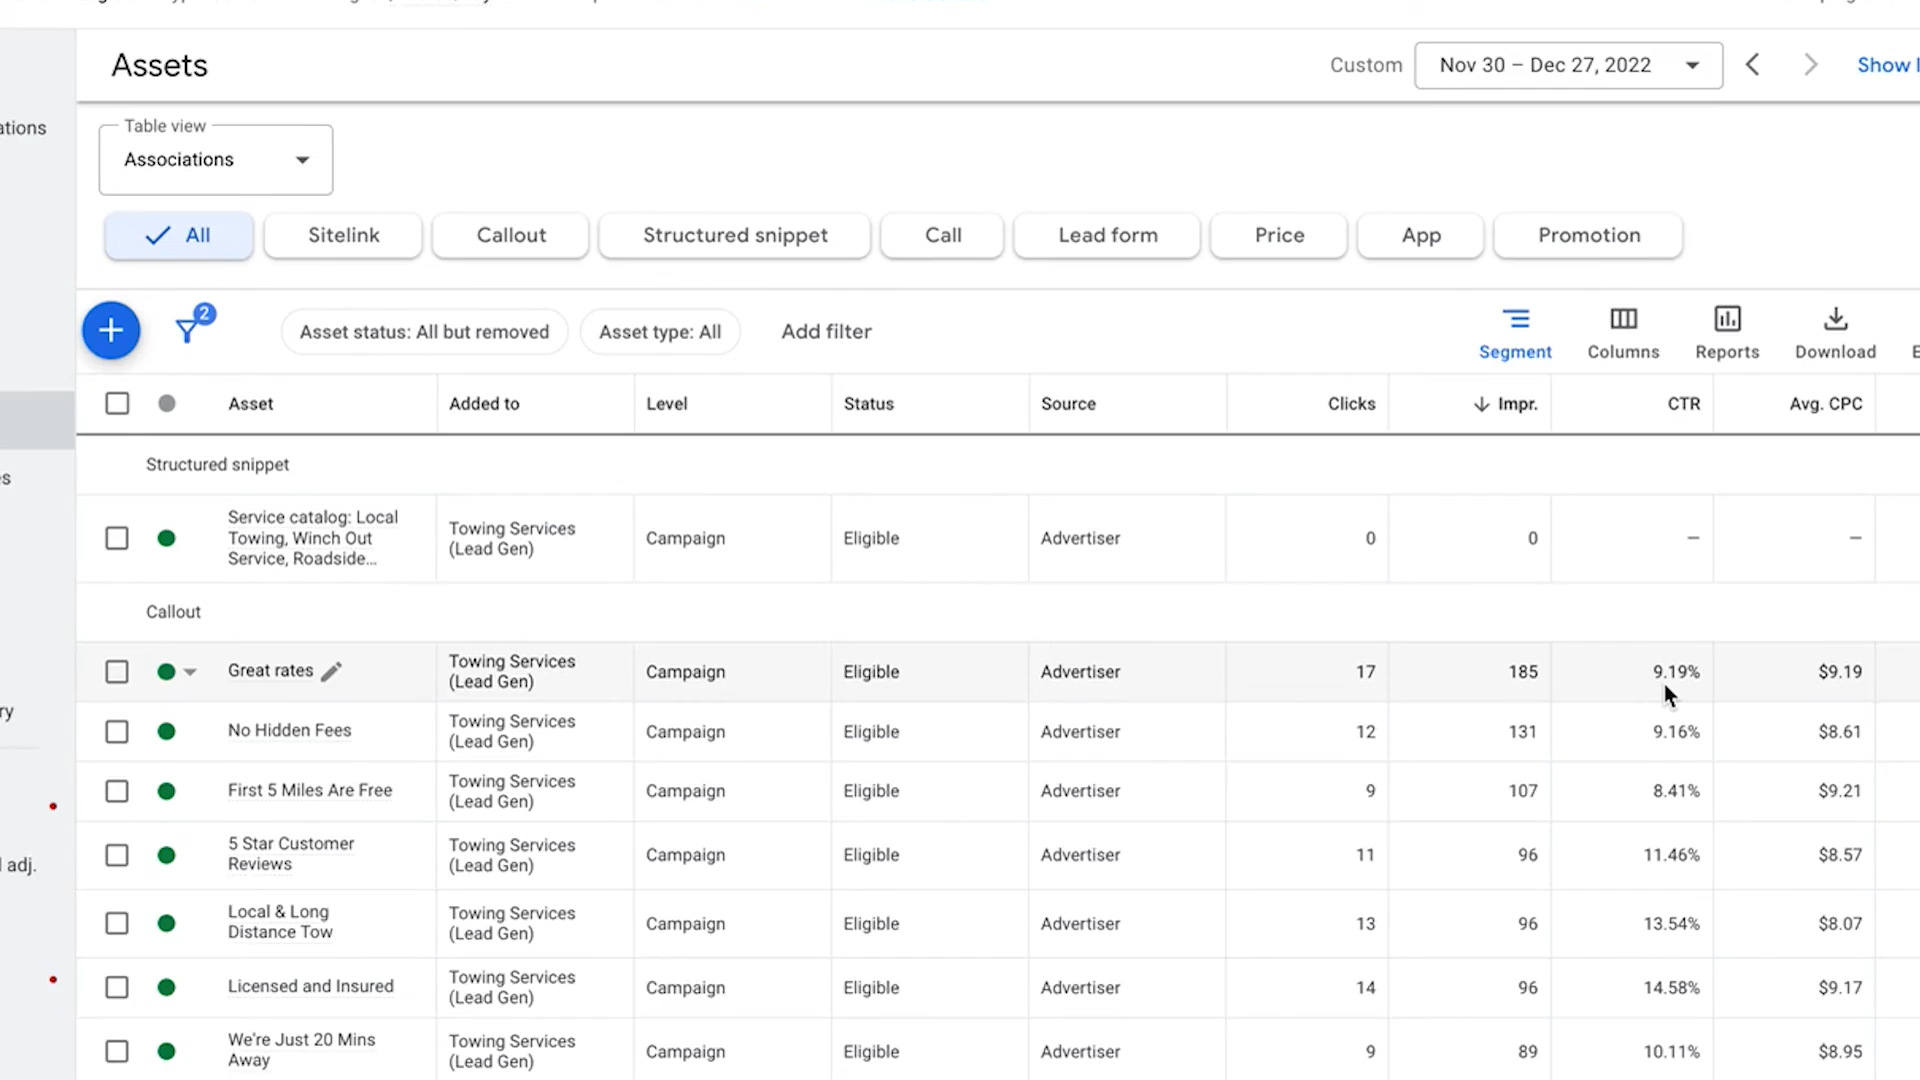 Assets
Custom
Nov 30 – Dec 27, 2022
Show
ations
Table view
Associations
All
Sitelink
Callout
Structured snippet
Call
Lead form
Price
App
Promotion
2
Asset status: All but removed
Asset type: All
Add filter
Segment
Columns
Reports
Download
Asset
Added to
Level
Status
Source
Clicks
Impr.
CTR
Avg. CPC
Structured snippet
es
Service catalog: Local
Towing, Winch Out
Service, Roadside...
Towing Services
(Lead Gen)
Campaign
Eligible
Advertiser
0
0
–
–
Callout
Great rates
Towing Services
(Lead Gen)
Campaign
Eligible
Advertiser
17
185
9.19%
$9.19
ry
No Hidden Fees
Towing Services
(Lead Gen)
Campaign
Eligible
Advertiser
12
131
9.16%
$8.61
First 5 Miles Are Free
Towing Services
(Lead Gen)
Campaign
Eligible
Advertiser
9
107
8.41%
$9.21
adj.
5 Star Customer
Reviews
Towing Services
(Lead Gen)
Campaign
Eligible
Advertiser
11
96
11.46%
$8.57
Local & Long
Distance Tow
Towing Services
(Lead Gen)
Campaign
Eligible
Advertiser
13
96
13.54%
$8.07
Licensed and Insured
Towing Services
(Lead Gen)
Campaign
Eligible
Advertiser
14
96
14.58%
$9.17
We're Just 20 Mins
Away
Towing Services
(Lead Gen)
Campaign
Eligible
Advertiser
9
89
10.11%
$8.95